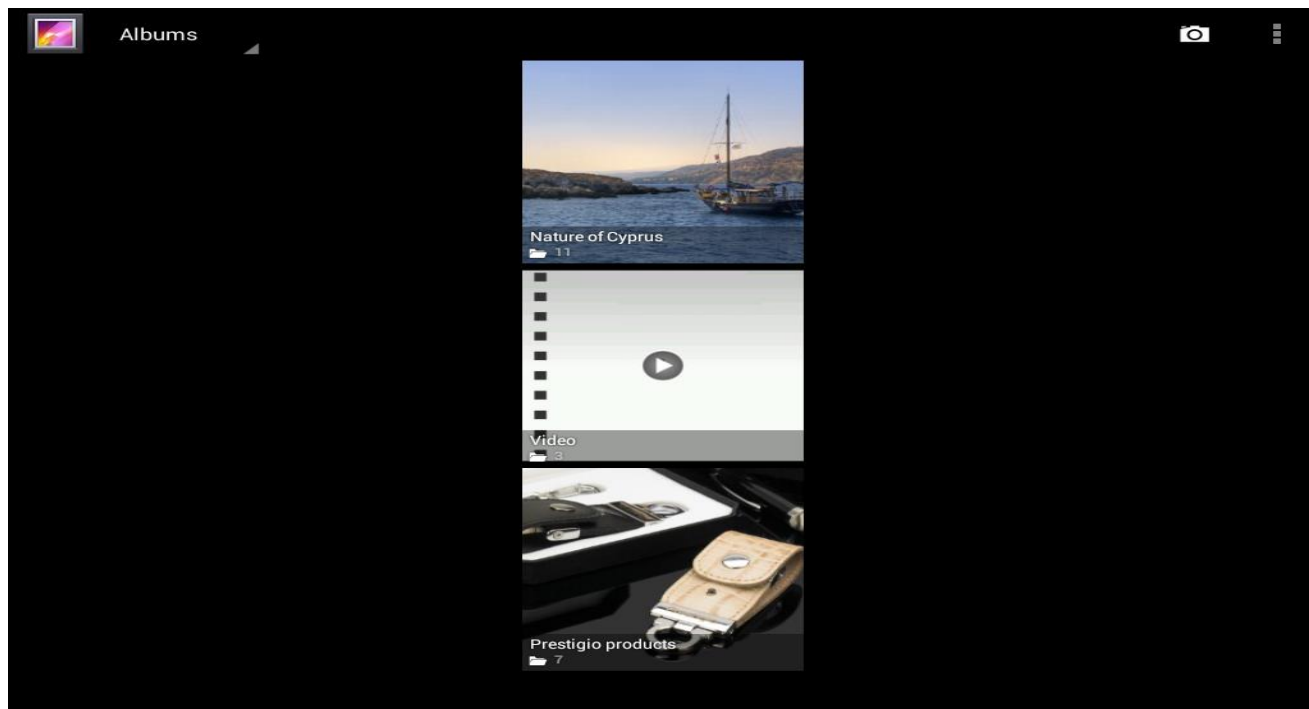 Albums
Nature of Cyprus
11
Video
3
Prestigio products
7